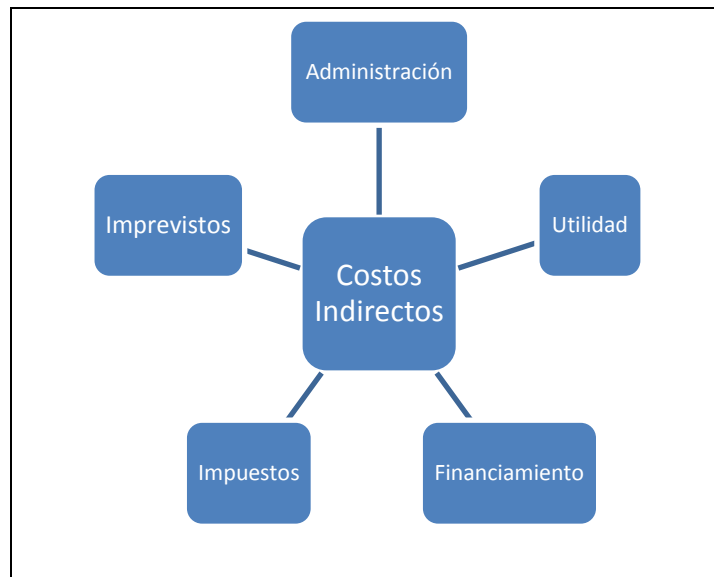 Administración
Imprevistos
Utilidad
Costos
Indirectos
Impuestos
Financiamiento